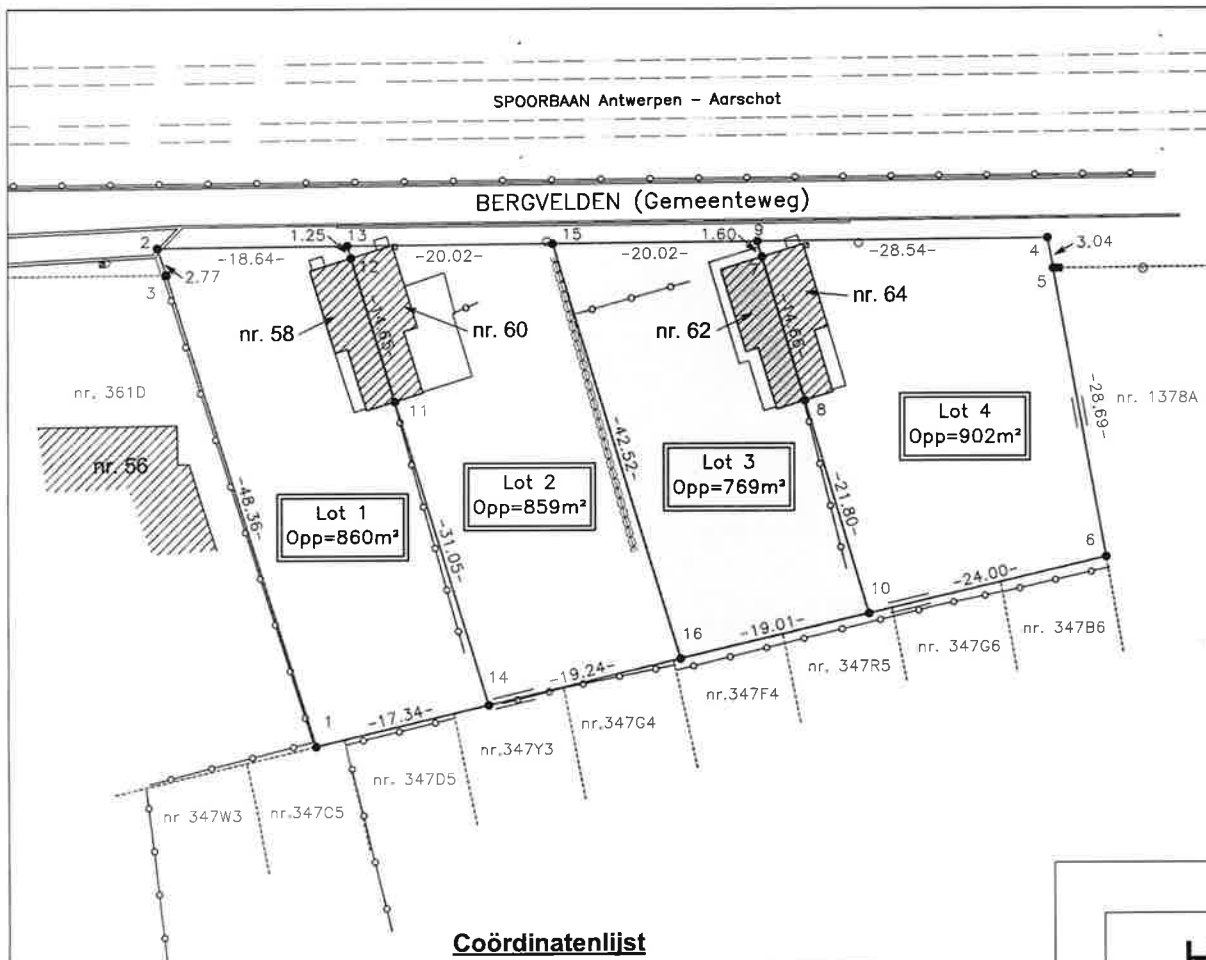 SPOORBAAN Antwerpen - Aarschot
BERGVELDEN (Gemeenteweg)
2
1.25
13
15
9
4
3.04
-18.64-
12
-20.02-
-20.02-
1.60
7
-28.54-
5
3
2.77
nr. 58
-14.65-
nr. 60
nr. 62
-14.66-
nr. 64
nr. 361D
11
8
-28.69-
nr. 1378A
Lot 4
Opp=902m²
nr. 56
-42.52-
Lot 3
Opp=769m²
Lot 2
Opp=859m²
-48.36-
Lot 1
Opp=860m²
-31.05-
-21.80-
6
10
-24.00-
16
-19.01-
nr. 347B6
nr. 347G6
nr. 347R5
nr.347F4
14
-19.24-
nr.347G4
1
-17.34-
nr.347Y3
nr. 347D5
nr 347W3
nr.347C5
Coördinatenlijst